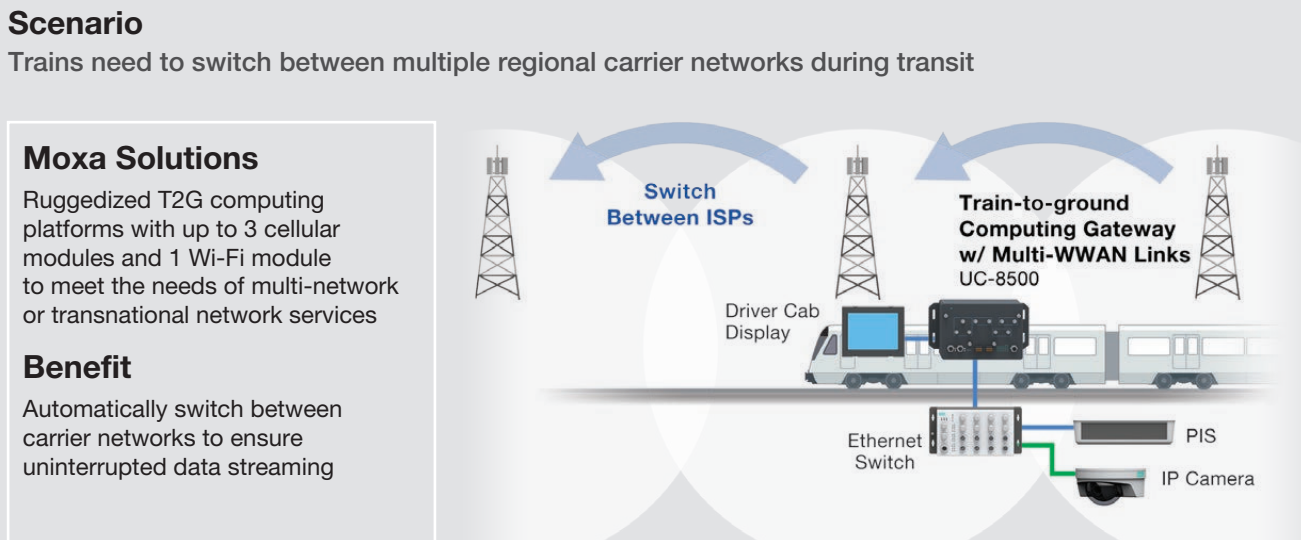 Scenario
Trains need to switch between multiple regional carrier networks during transit
Moxa Solutions
Ruggedized T2G computing
platforms with up to 3 cellular
modules and 1 Wi-Fi module
to meet the needs of multi-network
or transnational network services
Benefit
Automatically switch between
carrier networks to ensure
uninterrupted data streaming
Switch
Between ISPs
Train-to-ground
Computing Gateway
w/ Multi-WWAN Links
UC-8500
Driver Cab
Display
Ethernet
Switch
PIS
IP Camera